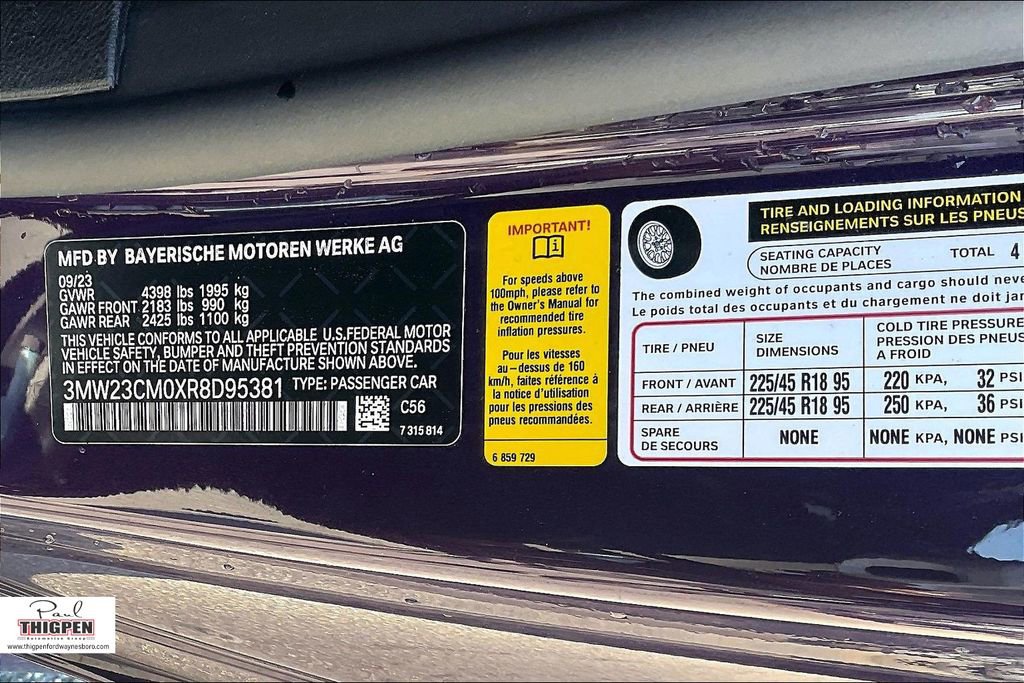 MFD BY BAYERISCHE MOTOREN WERKE AG
09/23
GVWR 4398 lbs 1995 kg
GAWR FRONT 2183 lbs 990 kg
GAWR REAR 2425 lbs 1100 kg
THIS VEHICLE CONFORMS TO ALL APPLICABLE U.S.FEDERAL MOTOR
VEHICLE SAFETY, BUMPER AND THEFT PREVENTION STANDARDS
IN EFFECT ON THE DATE OF MANUFACTURE SHOWN ABOVE.
3MW23CM0XR8D95381 TYPE: PASSENGER CAR
C56
7 315 814
IMPORTANT!
i
For speeds above
100mph, please refer to
the Owner's Manual for
recommended tire
inflation pressures.
Pour les vitesses
au-dessus de 160
km/h, faites référence à
la notice d'utilisation
pour les pressions des
pneus recommandées.
6 859 729
TIRE AND LOADING INFORMATION
RENSEIGNEMENTS SUR LES PNEUS
SEATING CAPACITY TOTAL 4
NOMBRE DE PLACES
The combined weight of occupants and cargo should neve
Le poids total des occupants et du chargement ne doit jam
TIRE / PNEU SIZE DIMENSIONS COLD TIRE PRESSURE PRESSION DES PNEUS A FROID
FRONT / AVANT 225/45 R18 95 220 KPA, 32 PSI
REAR / ARRIÈRE 225/45 R18 95 250 KPA, 36 PSI
SPARE DE SECOURS NONE NONE KPA, NONE PSI
Paul
THIGPEN
Automotive Group
www.thigpenfordwaynesboro.com